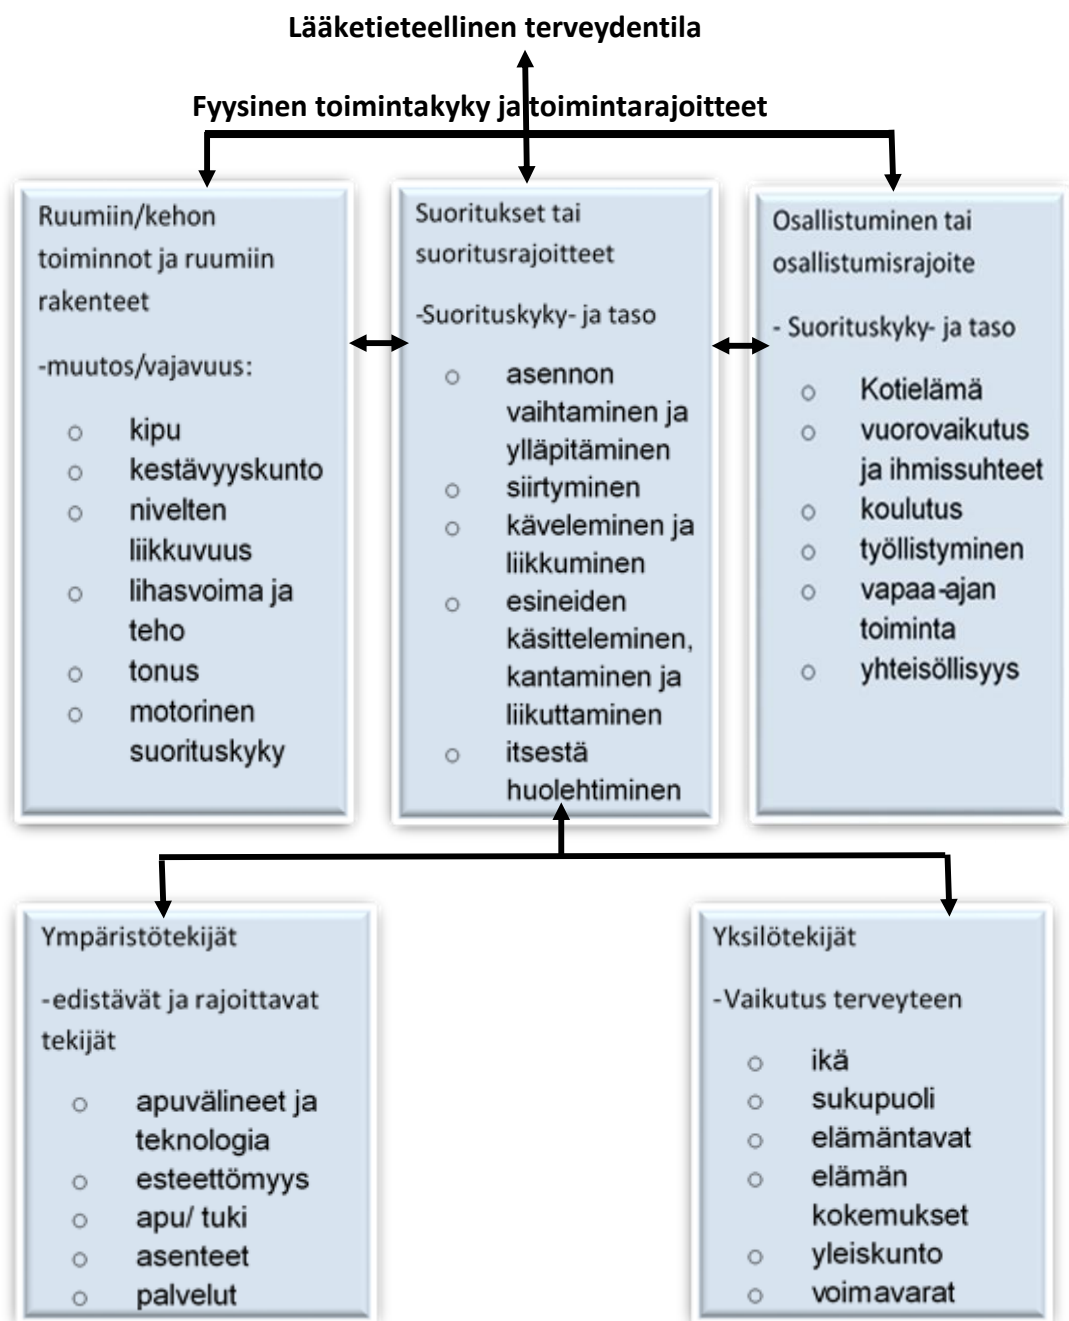 Lääketieteellinen terveydentila
Fyysinen toimintakyky ja toimintarajoitteet
Ruumiin/kehon
toiminnot ja ruumiin
rakenteet
-muutos/vajavuus:
o kipu
o kestävyyskunto
o nivelten
liikkuvuus
o lihasvoima ja
teho
o tonus
o motorinen
suorituskyky
Suoritukset tai
suoritusrajoitteet
-Suorituskyky- ja taso
o asennon
vaihtaminen ja
ylläpitäminen
o siirtyminen
o käveleminen ja
liikkuminen
o esineiden
käsitteleminen,
kantaminen ja
liikuttaminen
o itsestä
huolehtiminen
Osallistuminen tai
osallistumisrajoite
- Suorituskyky- ja taso
o Kotielämä
o vuorovaikutus
ja ihmissuhteet
o koulutus
o työllistyminen
o vapaa-ajan
toiminta
o yhteisöllisyys
Ympäristötekijät
-edistävät ja rajoittavat
tekijät
o apuvälineet ja
teknologia
o esteettömyys
o apu/ tuki
o asenteet
o palvelut
Yksilötekijät
-Vaikutus terveyteen
o ikä
o sukupuoli
o elämäntavat
o elämän
kokemukset
o yleiskunto
o voimavarat